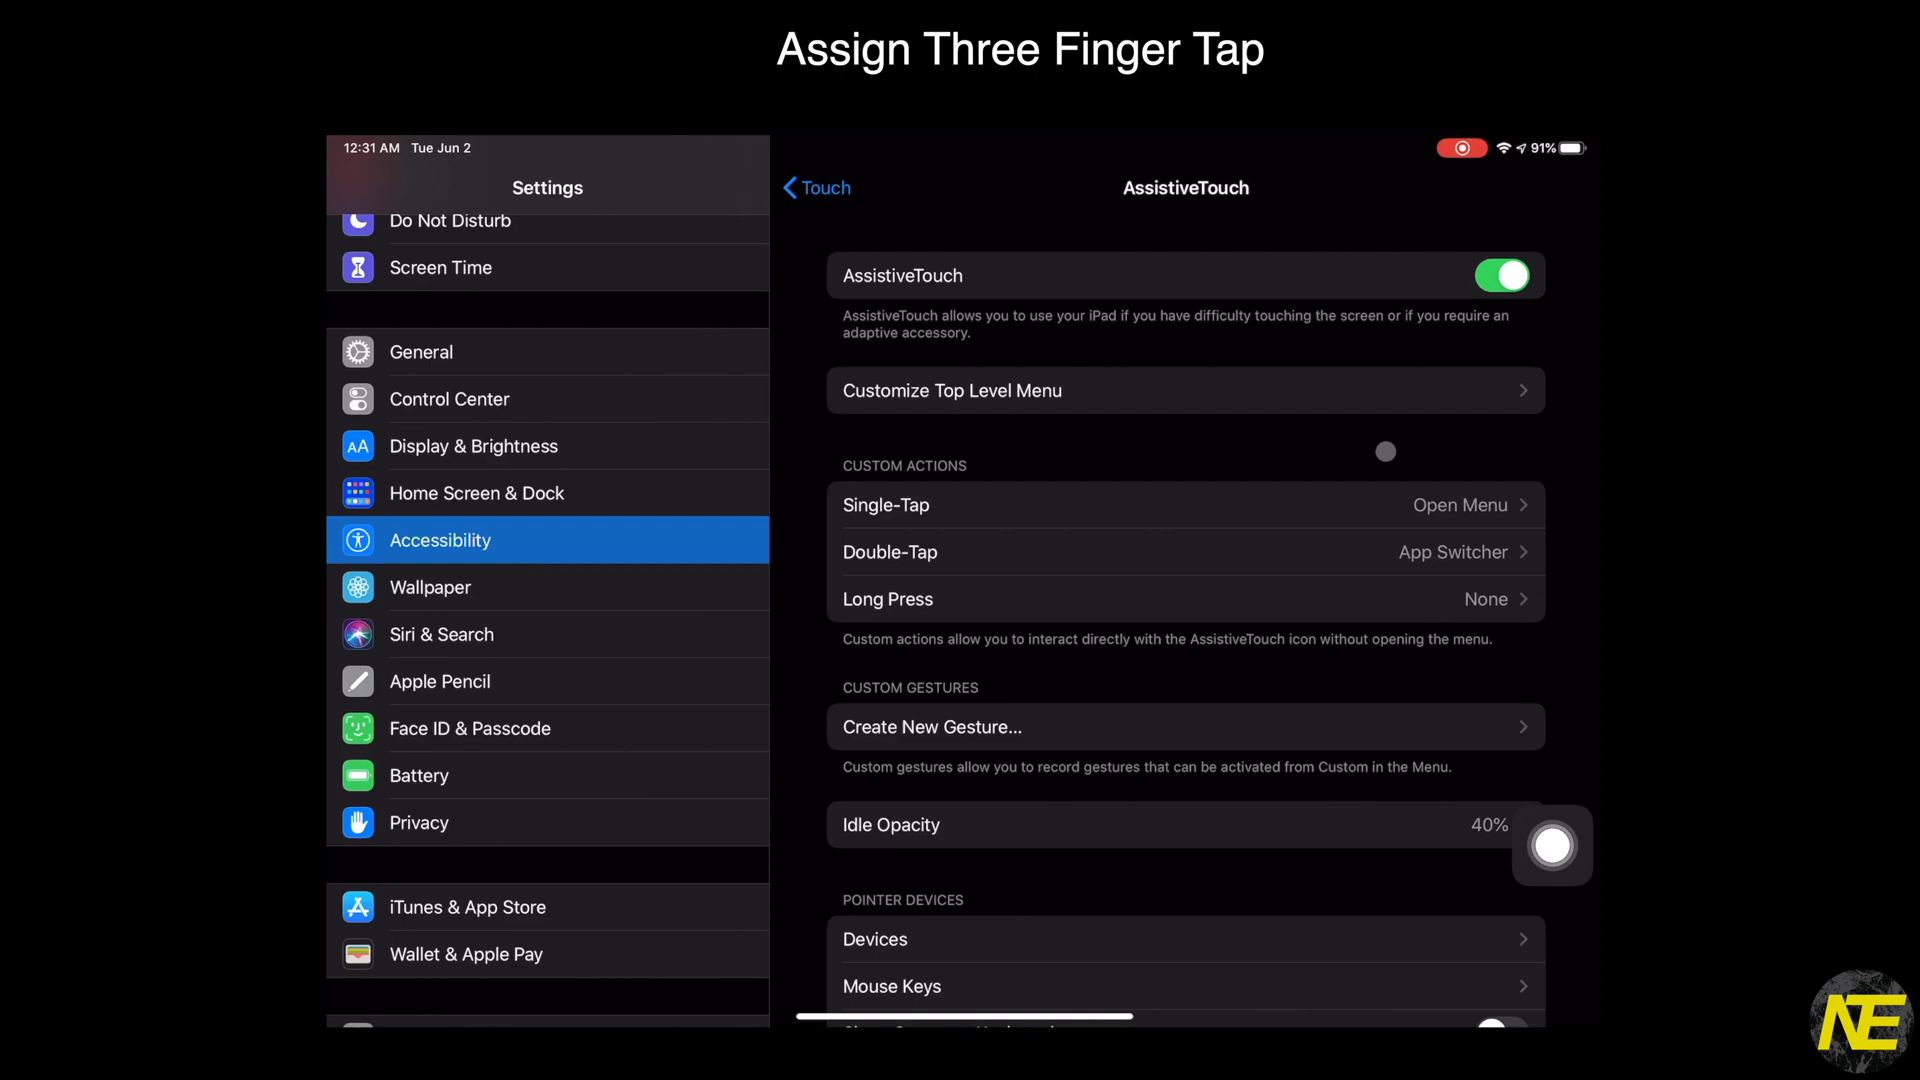 Assign Three Finger Tap
12:31 AM Tue Jun 2
91%
Settings
Touch
AssistiveTouch
Do Not Disturb
Screen Time
General
Control Center
AA
Display & Brightness
Home Screen & Dock
Accessibility
Wallpaper
Siri & Search
Apple Pencil
Face ID & Passcode
Battery
Privacy
iTunes & App Store
Wallet & Apple Pay
AssistiveTouch
AssistiveTouch allows you to use your iPad if you have difficulty touching the screen or if you require an
adaptive accessory.
Customize Top Level Menu
CUSTOM ACTIONS
Single-Tap Open Menu
Double-Tap App Switcher
Long Press None
Custom actions allow you to interact directly with the AssistiveTouch icon without opening the menu.
CUSTOM GESTURES
Create New Gesture...
Custom gestures allow you to record gestures that can be activated from Custom in the Menu.
Idle Opacity 40%
POINTER DEVICES
Devices
Mouse Keys
NE